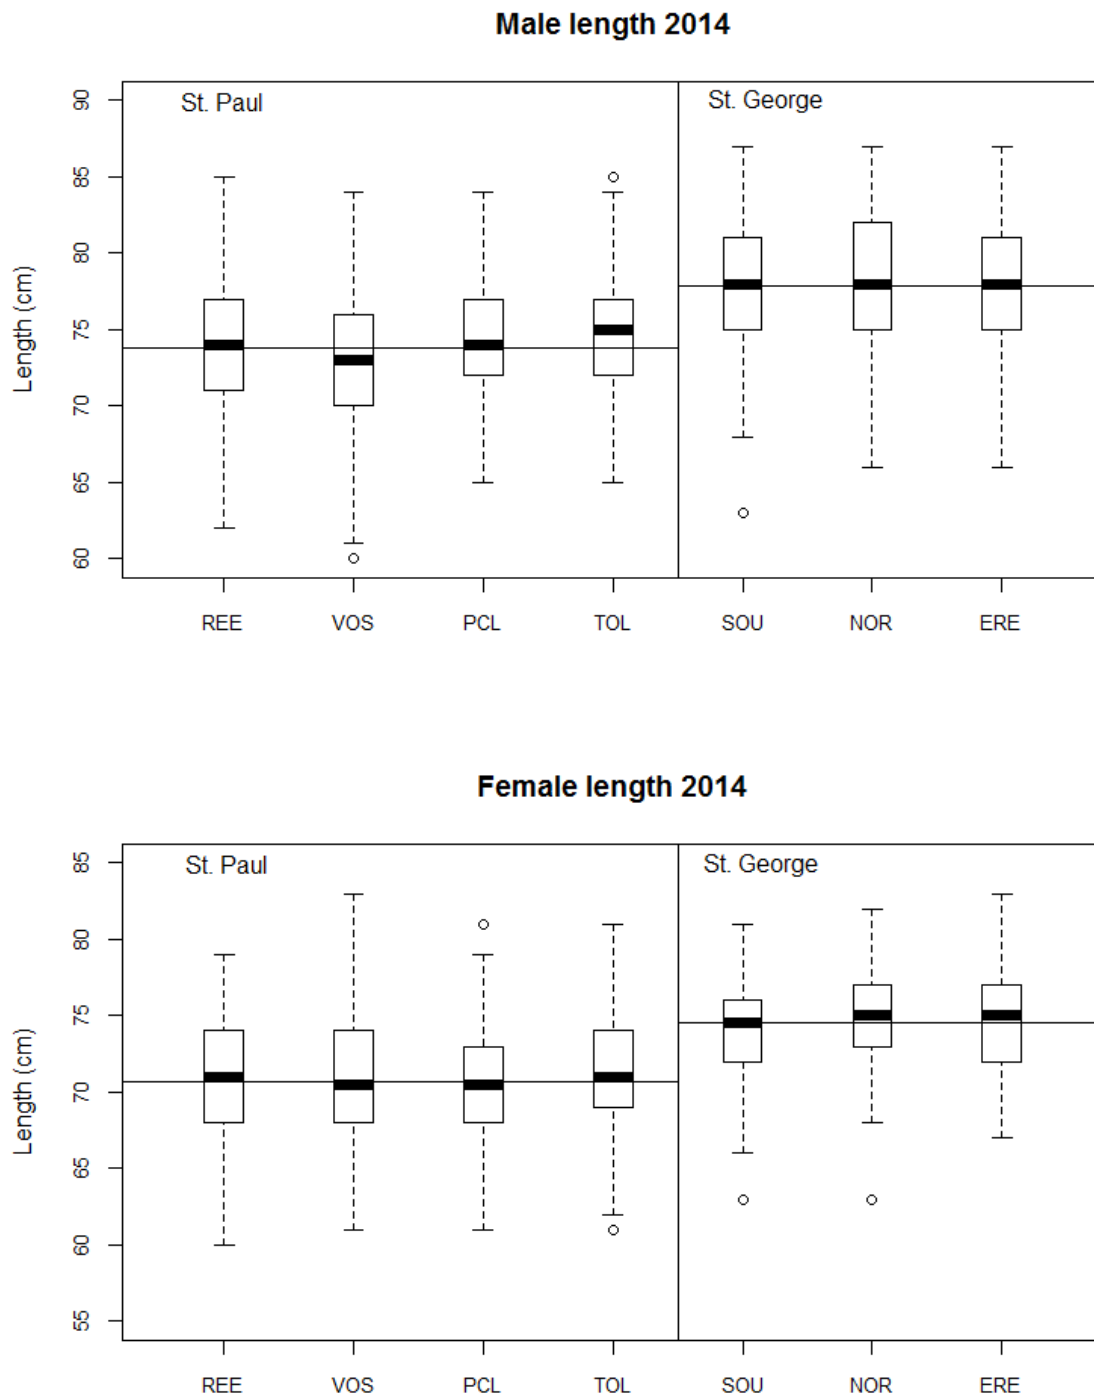 Male length 2014
St. Paul
St. George
90
85
80
75
70
65
60
Length (cm)
REE VOS PCL TOL SOU NOR ERE
Female length 2014
St. Paul
St. George
85
80
75
70
65
60
55
Length (cm)
REE VOS PCL TOL SOU NOR ERE